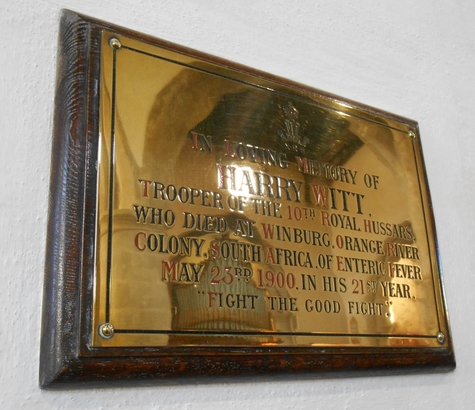 IN LOVING MEMORY OF
HARRY WITT,
TROOPER OF THE 10TH ROYAL HUSSARS,
WHO DIED AT WINBURG, ORANGE RIVER
COLONY, SOUTH AFRICA, OF ENTERIC FEVER
MAY 23RD 1900, IN HIS 21ST YEAR.
"FIGHT THE GOOD FIGHT."